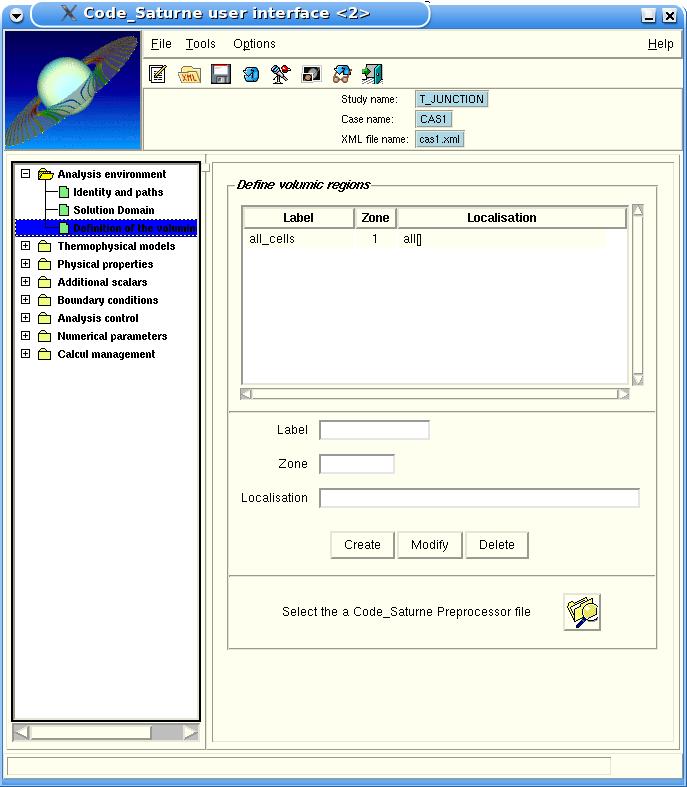 Code_Saturne user interface <2>
File Tools Options Help
XML
Study name: T_JUNCTION
Case name: CAS1
XML file name: cas1.xml
Analysis environment
Identity and paths
Solution Domain
Definition of the volumic
Thermophysical models
Physical properties
Additional scalars
Boundary conditions
Analysis control
Numerical parameters
Calcul management
Define volumic regions
Label Zone Localisation
all_cells 1 all[]
Label
Zone
Localisation
Create Modify Delete
Select the a Code_Saturne Preprocessor file